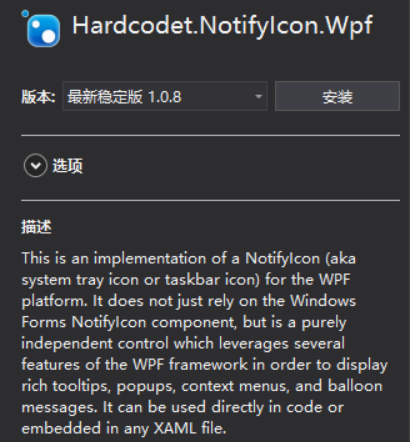 Hardcodet.NotifyIcon.Wpf
版本: 最新稳定版 1.0.8 安装
选项
描述
This is an implementation of a NotifyIcon (aka
system tray icon or taskbar icon) for the WPF
platform. It does not just rely on the Windows
Forms NotifyIcon component, but is a purely
independent control which leverages several
features of the WPF framework in order to display
rich tooltips, popups, context menus, and balloon
messages. It can be used directly in code or
embedded in any XAML file.